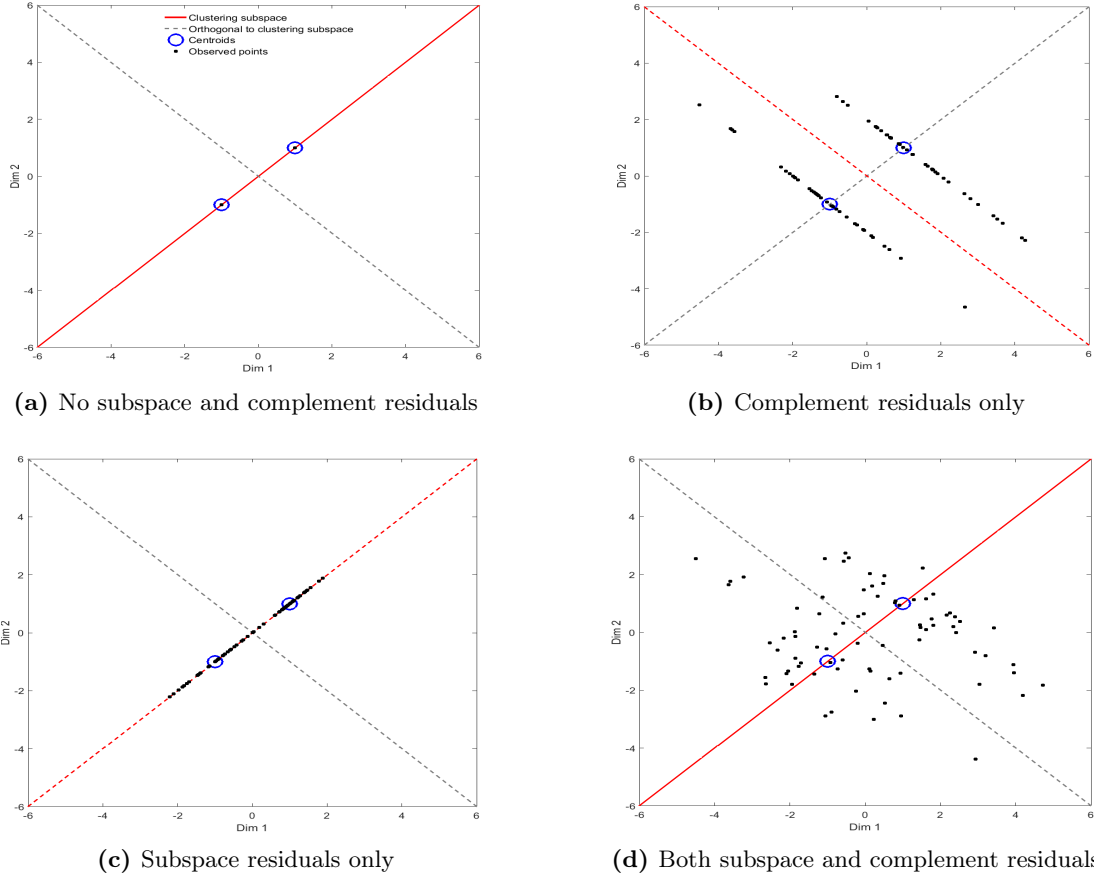 Clustering subspace
Orthogonal to clustering subspace
Centroids
Observed points
6
4
2
0
-2
-4
-6
Dim 2
-6 -4 -2 0 2 4 6
Dim 1
(a) No subspace and complement residuals
6
4
2
0
-2
-4
-6
Dim 2
-6 -4 -2 0 2 4 6
Dim 1
(b) Complement residuals only
6
4
2
0
-2
-4
-6
Dim 2
-6 -4 -2 0 2 4 6
Dim 1
(c) Subspace residuals only
6
4
2
0
-2
-4
-6
Dim 2
-6 -4 -2 0 2 4 6
Dim 1
(d) Both subspace and complement residuals